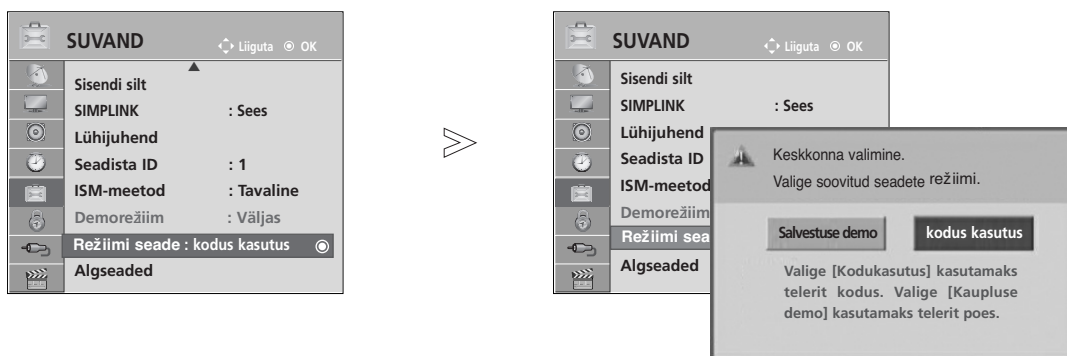 SUVAND Liiguta OK
Sisendi silt
SIMPLINK : Sees
Lühijuhend
Seadista ID : 1
ISM-meetod : Tavaline
Demorežiim : Väljas
Režiimi seade : kodus kasutus
Algseaded
SUVAND Liiguta OK
Sisendi silt
SIMPLINK : Sees
Lühijuhend
Seadista ID
ISM-meetod
Demorežiim
Režiimi sea
Algseaded
Keskkonna valimine.
Valige soovitud seadete režiimi.
Salvestuse demo kodus kasutus
Valige [Kodukasutus] kasutamaks
telerit kodus. Valige [Kaupluse
demo] kasutamaks telerit poes.